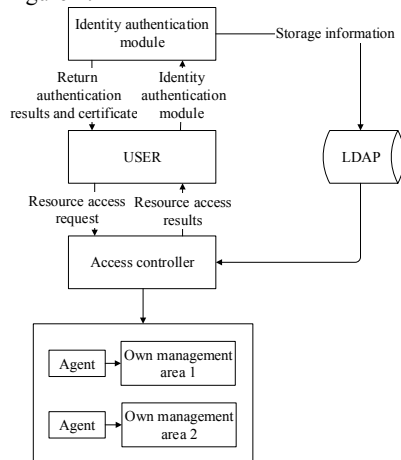 Identity authentication
module
Storage information
Return
authentication
results and certificate
Identity
authentication
module
USER
LDAP
Resource access
request
Resource access
results
Access controller
Agent
Own management
area 1
Agent
Own management
area 2